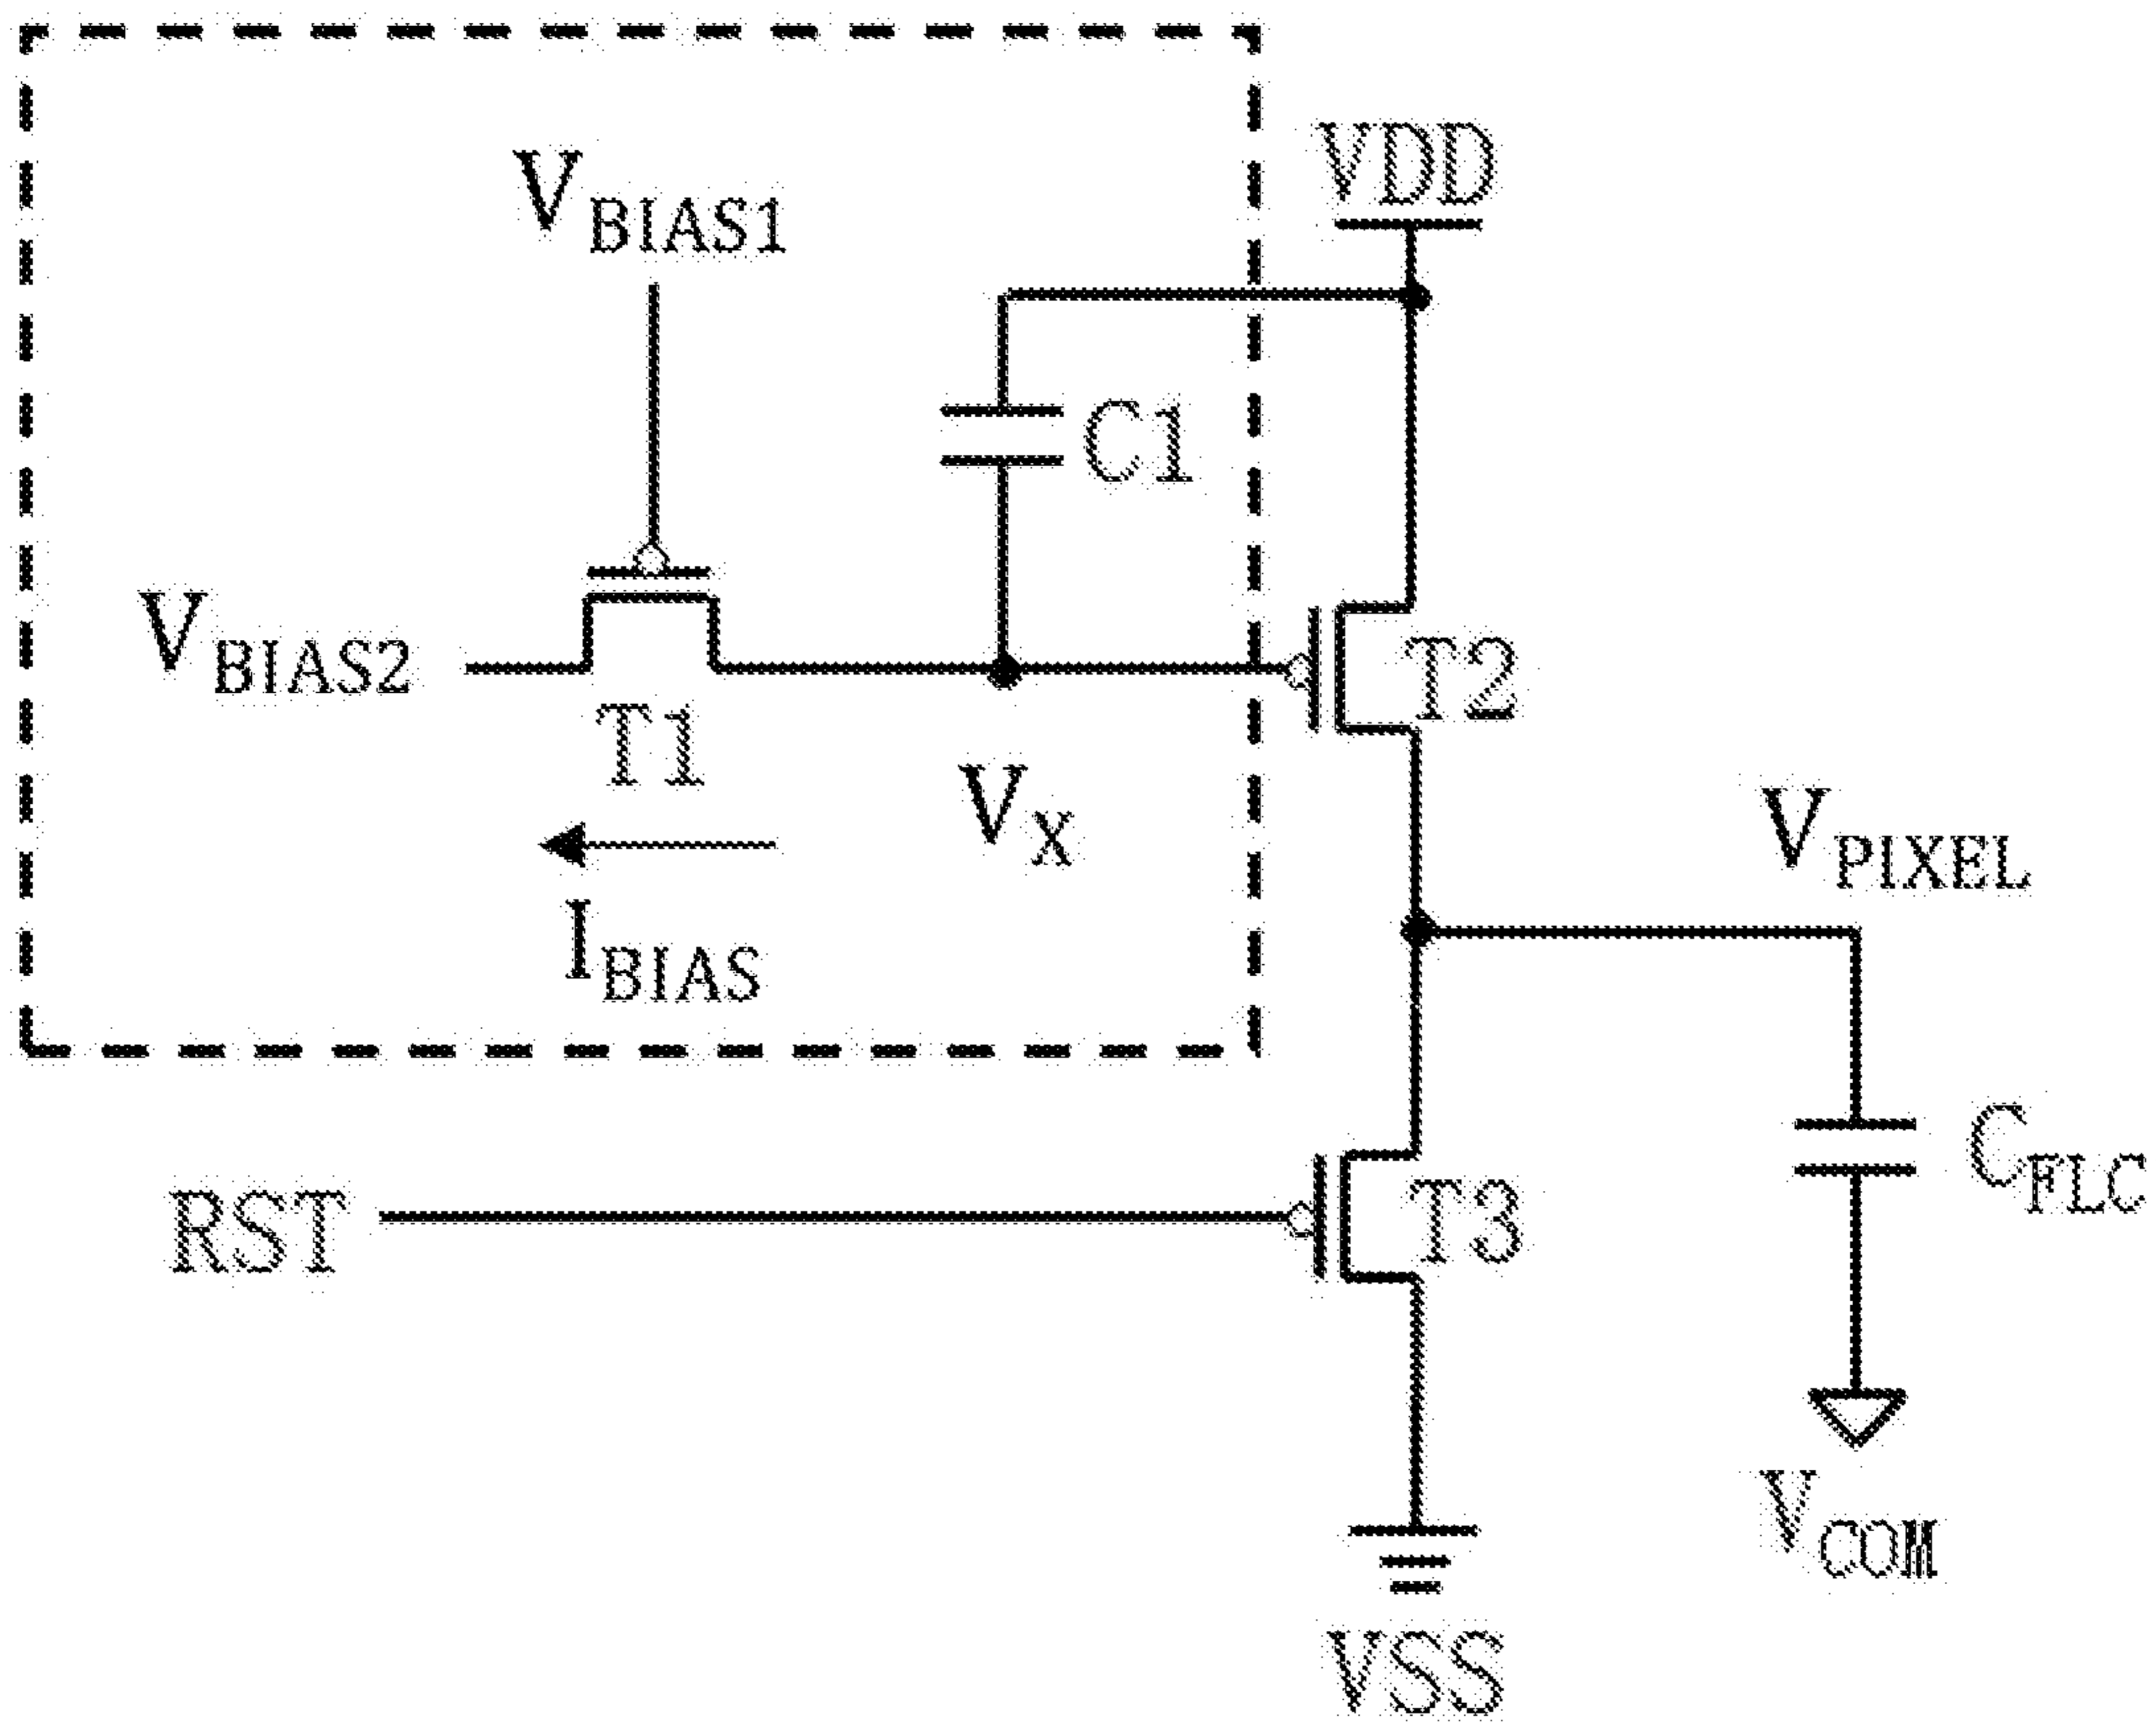 VDD
VBIAS1
C1
VBIAS2
T2
T1
VX
VPIXEL
IBIAS
CFLC
RST
T3
VCOM
VSS